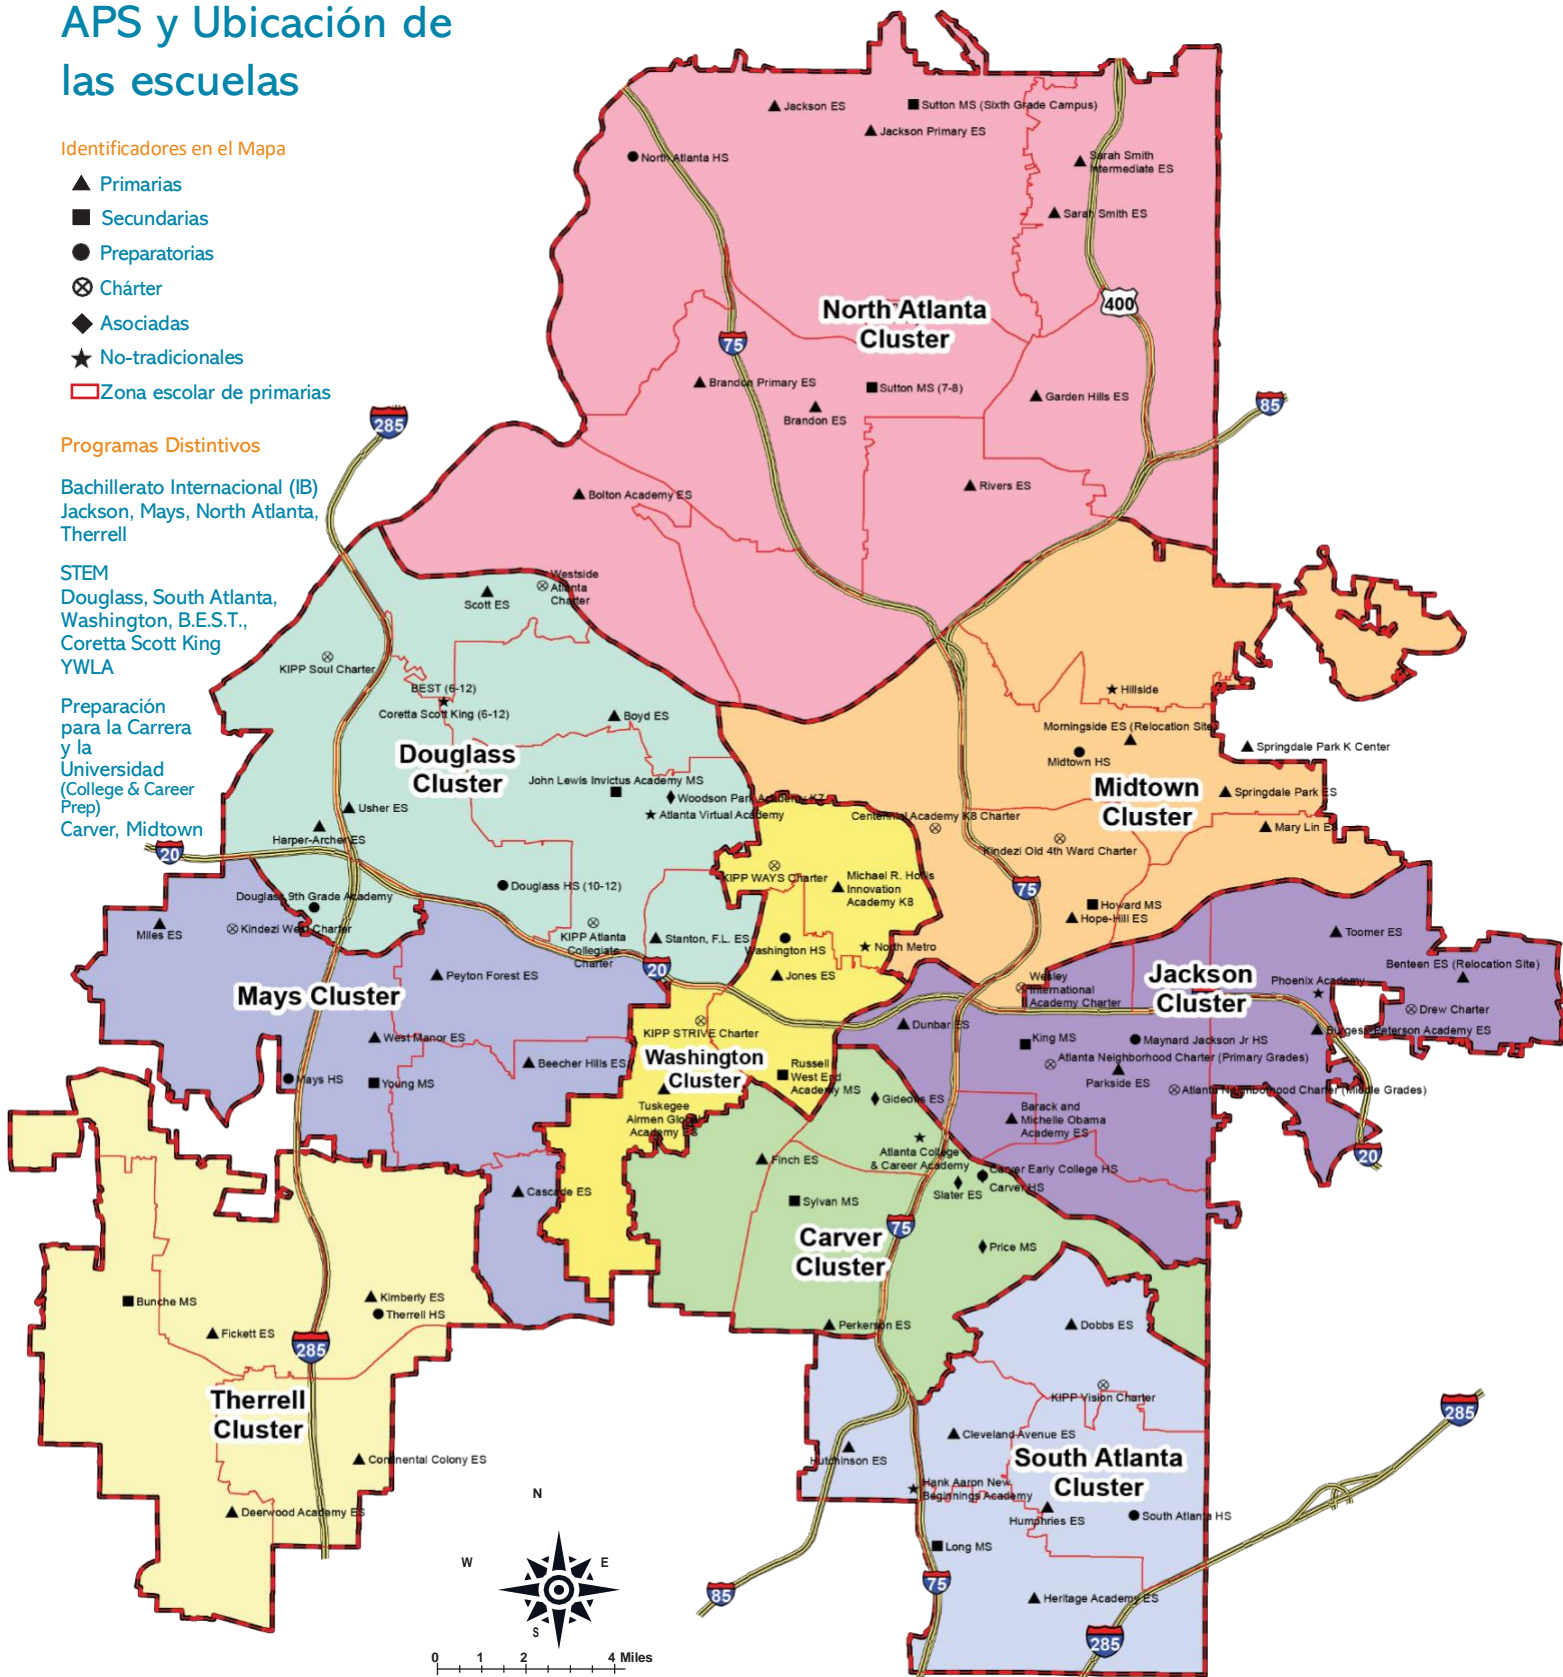 APS y Ubicación de
las escuelas
Identificadores en el Mapa
Primarias
Secundarias
Preparatorias
Chárter
Asociadas
No-tradicionales
Zona escolar de primarias
Programas Distintivos
Bachillerato Internacional (IB)
Jackson, Mays, North Atlanta,
Therrell
STEM
Douglass, South Atlanta,
Washington, B.E.S.T.,
Coretta Scott King
YWLA
Preparación
para la Carrera
y la
Universidad
(College & Career
Prep)
Carver, Midtown
Jackson ES
Sutton MS (Sixth Grade Campus)
Jackson Primary ES
North Atlanta HS
Sarah Smith
Intermediate ES
Sarah Smith ES
400
North Atlanta
Cluster
75
Brandon Primary ES
Sutton MS (7-8)
Garden Hills ES
Brandon ES
85
285
Bolton Academy ES
Rivers ES
Westside
Atlanta
Charter
Scott ES
KIPP Soul Charter
BEST (6-12)
Coretta Scott King (6-12)
Boyd ES
Douglass
Cluster
John Lewis Invictus Academy MS
Woodson Park Academy K7
Atlanta Virtual Academy
Usher ES
Harper-Archer ES
20
Douglass HS (10-12)
Douglass 9th Grade Academy
KIPP Atlanta
Collegiate
Charter
Stanton, F.L. ES
20
Hillside
Morningside ES (Relocation Site)
Midtown HS
Springdale Park K Center
Midtown
Cluster
Springdale Park ES
Mary Lin ES
Centennial Academy K8 Charter
Kindezi Old 4th Ward Charter
75
Howard MS
Hope-Hill ES
KIPP WAYS Charter
Michael R. Hollis
Innovation
Academy K8
Washington HS
North Metro
Jones ES
KIPP STRIVE Charter
Washington
Cluster
Russell
West End
Academy MS
Tuskegee
Airmen Global
Academy ES
Miles ES
Kindezi West Charter
Peyton Forest ES
Mays Cluster
West Manor ES
Beecher Hills ES
Mays HS
Young MS
Cascade ES
Toomer ES
Benteen ES (Relocation Site)
Jackson
Cluster
Phoenix Academy
Wesley
International
Academy Charter
Drew Charter
Dunbar ES
Burgess-Peterson Academy ES
King MS
Maynard Jackson Jr HS
Atlanta Neighborhood Charter (Primary Grades)
Parkside ES
Atlanta Neighborhood Charter (Middle Grades)
Barack and
Michelle Obama
Academy ES
20
Gideons ES
Atlanta College
& Career Academy
Finch ES
Carver Early College HS
Carver HS
Slater ES
Sylvan MS
75
Carver
Cluster
Price MS
Perkerson ES
Bunche MS
Kimberly ES
Therrell HS
Fickett ES
285
Therrell
Cluster
Continental Colony ES
Deerwood Academy ES
Dobbs ES
KIPP Vision Charter
Cleveland Avenue ES
Hutchinson ES
South Atlanta
Cluster
Hank Aaron New
Beginnings Academy
Humphries ES
South Atlanta HS
Long MS
75
Heritage Academy ES
285
285
85
N
W
E
S
0 1 2 4 Miles